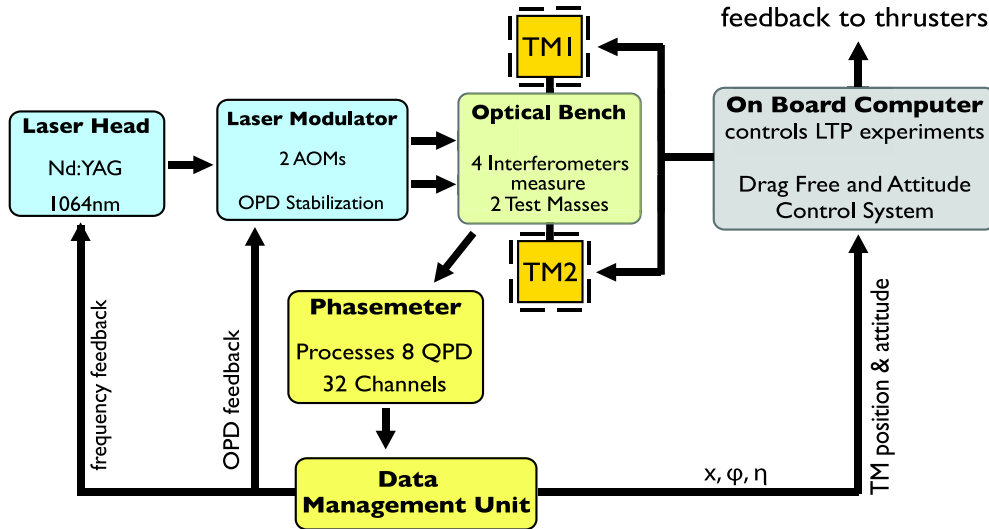 feedback to thrusters
TM1
Laser Head
Nd:YAG
1064nm
Laser Modulator
2 AOMs
OPD Stabilization
Optical Bench
4 Interferometers
measure
2 Test Masses
On Board Computer
controls LTP experiments
Drag Free and Attitude
Control System
TM2
Phasemeter
Processes 8 QPD
32 Channels
frequency feedback
OPD feedback
TM position & attitude
Data
Management Unit
x, φ, η